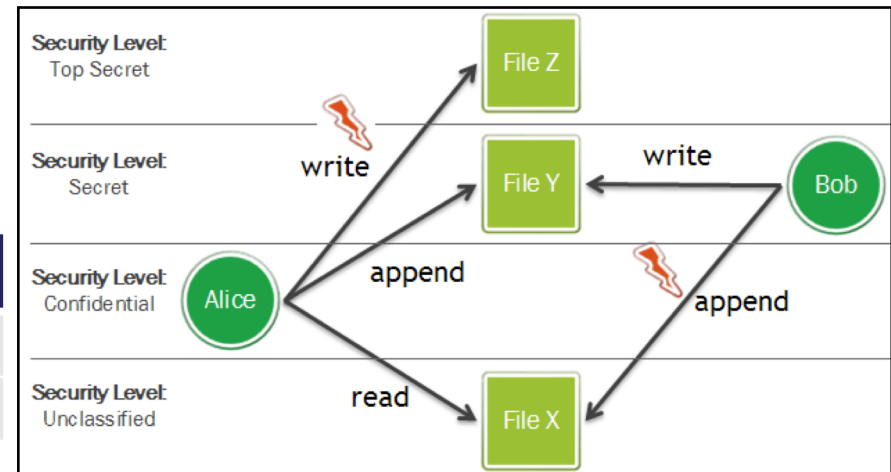 Security Level:
Top Secret
File Z
write
Security Level:
Secret
File Y
write
Bob
append
Security Level:
Confidential
Alice
append
Security Level:
Unclassified
read
File X